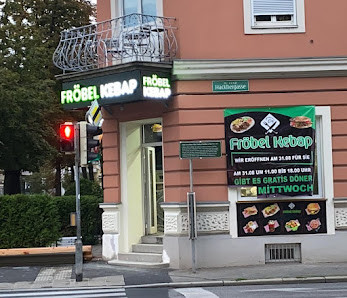 FRÖBEL KEBAP
FRÖBEL
KEBAP
Hackhergasse
Fröbel Kebap
WIR ERÖFFNEN AM 31.08 FÜR SIE
AM 31.08 UM 11.00 BIS 18.00 UHR
GIBT ES GRATIS DÖNER
MITTWOCH